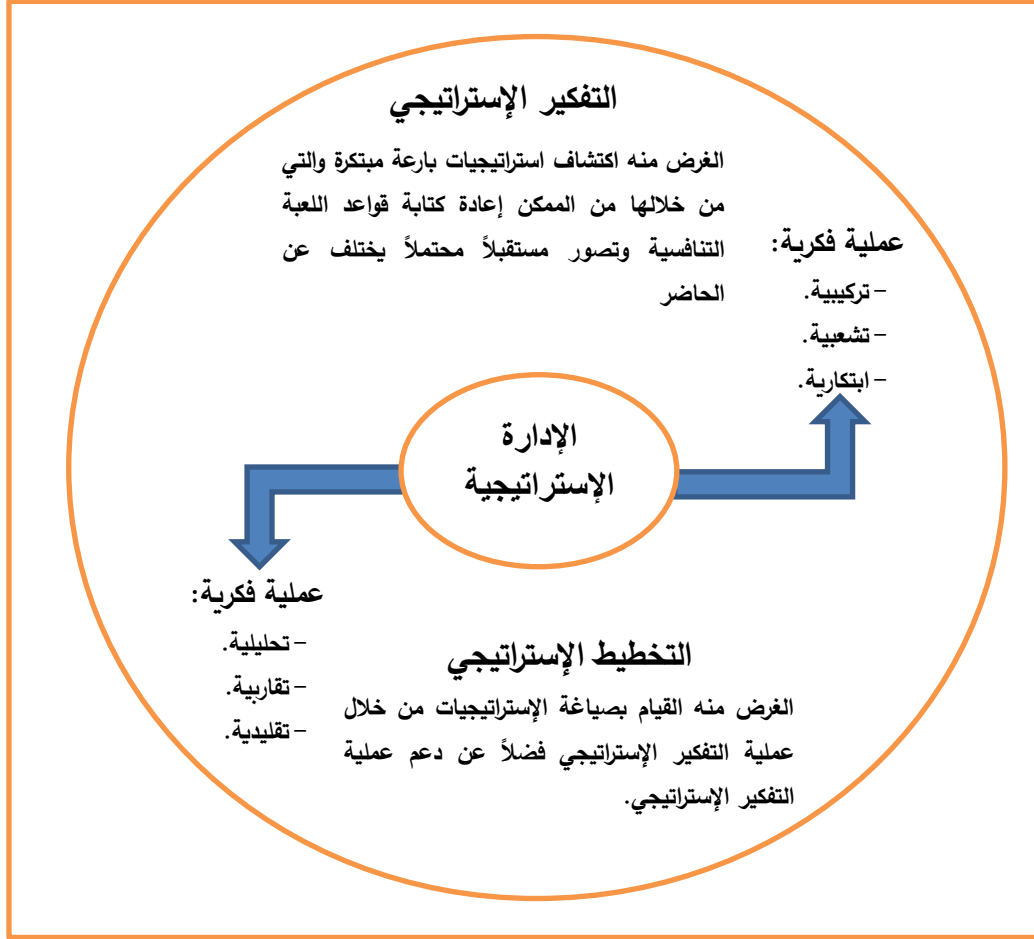 التفكير الإستراتيجي
الغرض منه اكتشاف استراتيجيات بارعة مبتكرة والتي
من خلالها من الممكن إعادة كتابة قواعد اللعبة
التنافسية وتصور مستقبلاً محتملاً يختلف عن
الحاضر
عملية فكرية:
-تركيبية.
-تشعبية.
-ابتكارية.
الإدارة
الإستراتيجية
عملية فكرية:
-تحليلية.
-تقاربية.
-تقليدية.
التخطيط الإستراتيجي
الغرض منه القيام بصياغة الإستراتيجيات من خلال
عملية التفكير الإستراتيجي فضلاً عن دعم عملية
التفكير الإستراتيجي.